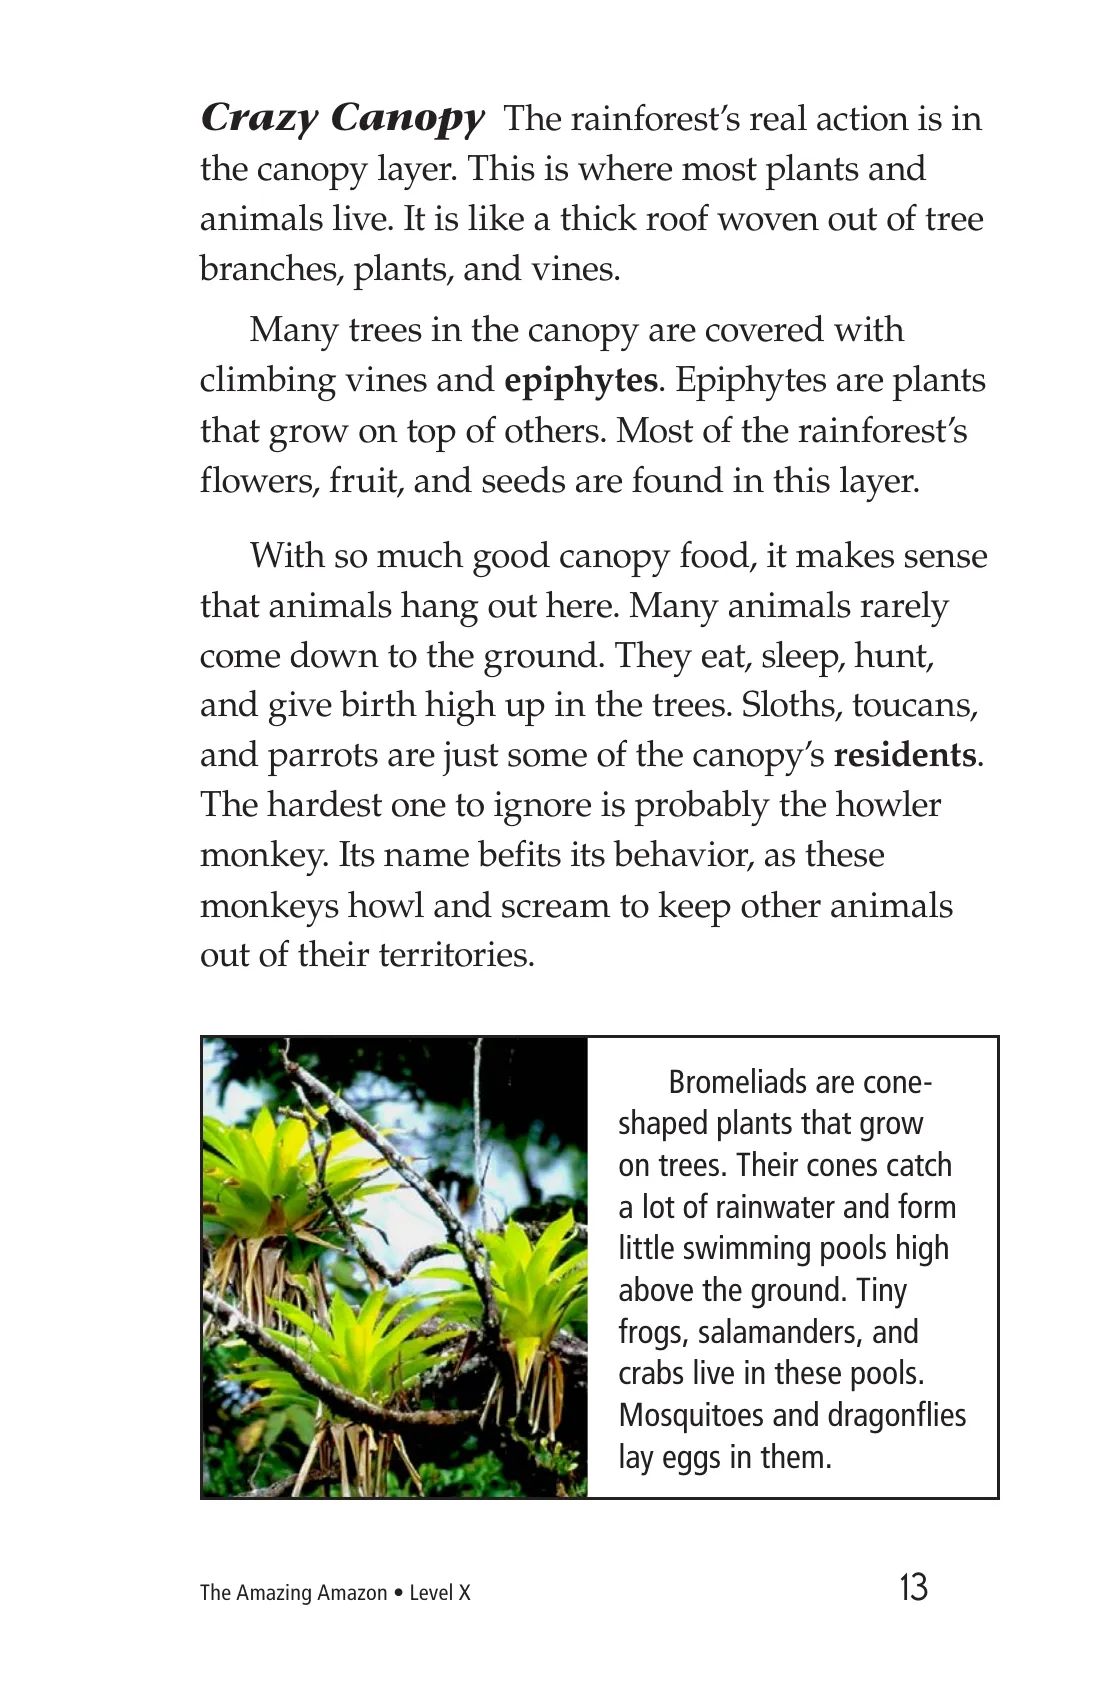 Crazy Canopy The rainforest’s real action is in
the canopy layer. This is where most plants and
animals live. It is like a thick roof woven out of tree
branches, plants, and vines.
Many trees in the canopy are covered with
climbing vines and epiphytes. Epiphytes are plants
that grow on top of others. Most of the rainforest’s
flowers, fruit, and seeds are found in this layer.
With so much good canopy food, it makes sense
that animals hang out here. Many animals rarely
come down to the ground. They eat, sleep, hunt,
and give birth high up in the trees. Sloths, toucans,
and parrots are just some of the canopy’s residents.
The hardest one to ignore is probably the howler
monkey. Its name befits its behavior, as these
monkeys howl and scream to keep other animals
out of their territories.
Bromeliads are cone-
shaped plants that grow
on trees. Their cones catch
a lot of rainwater and form
little swimming pools high
above the ground. Tiny
frogs, salamanders, and
crabs live in these pools.
Mosquitoes and dragonflies
lay eggs in them.
The Amazing Amazon • Level X
13